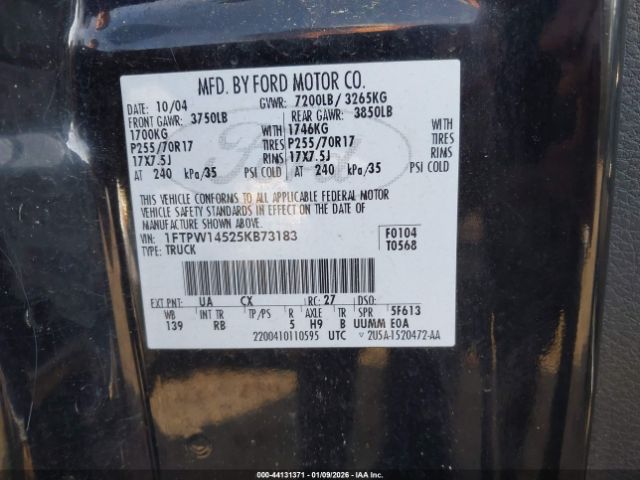 MFD. BY FORD MOTOR CO.
DATE: 10/04 GVWR: 7200LB / 3265KG
FRONT GAWR: 3750LB REAR GAWR: 3850LB
1700KG WITH 1746KG WITH
P255/70R17 TIRES P255/70R17 TIRES
17X7.5J RIMS 17X7.5J RIMS
AT 240 kPa/35 PSI COLD AT 240 kPa/35 PSI COLD
THIS VEHICLE CONFORMS TO ALL APPLICABLE FEDERAL MOTOR
VEHICLE SAFETY STANDARDS IN EFFECT ON THE DATE OF
MANUFACTURE SHOWN ABOVE.
VIN: 1FTPW14525KB73183 F0104
TYPE: TRUCK T0568
EXT PNT: UA CX RC: 27 DSO:
WB INT TR TP/PS R AXLE TR SPR 5F613
139 RB 5 H9 B UUMM E0A
2200410110595 UTC 2U5A-1520472-AA
Ford
000-44131371 | 01/09/2026 | IAA Inc.